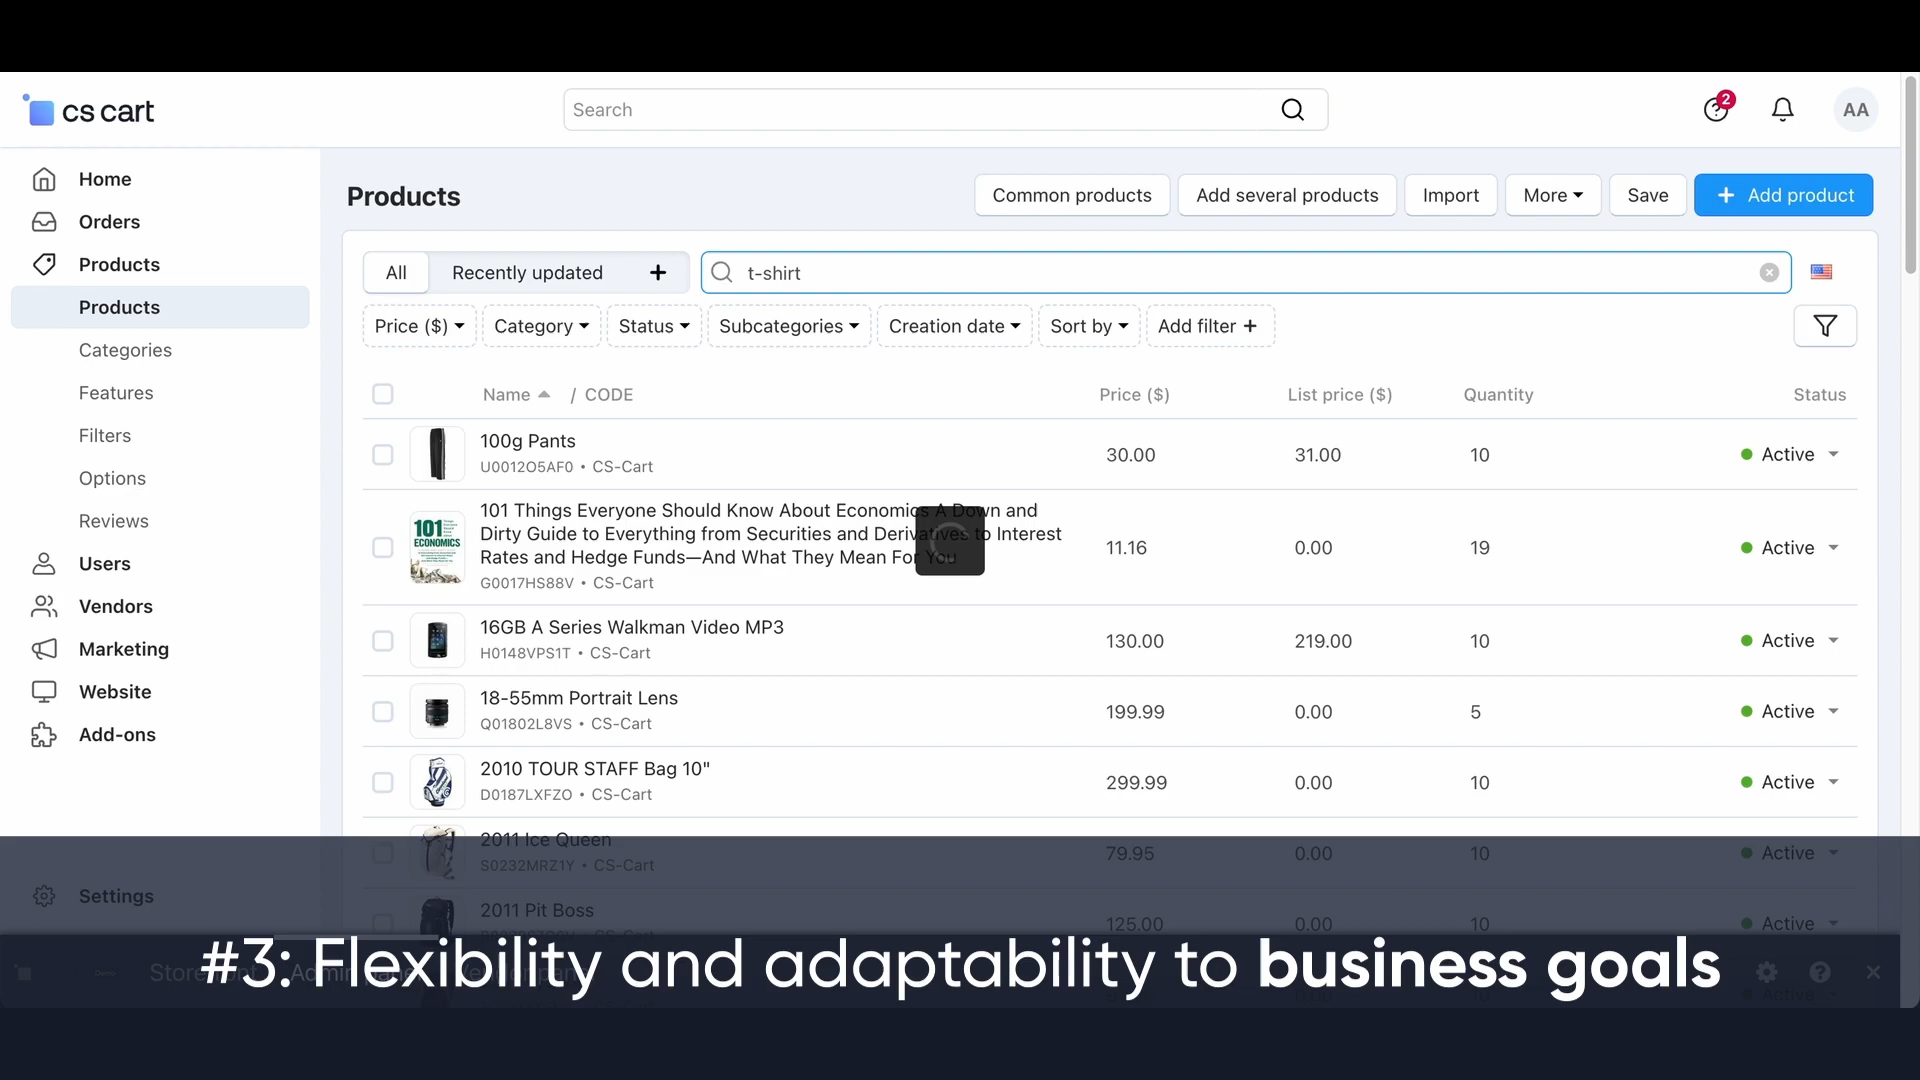 cs cart
Search
2
AA
Home
Orders
Products
Products
Categories
Features
Filters
Options
Reviews
Users
Vendors
Marketing
Website
Add-ons
Settings
Products
Common products
Add several products
Import
More
Save
+ Add product
All
Recently updated
+
t-shirt
Price ($)
Category
Status
Subcategories
Creation date
Sort by
Add filter +
Name / CODE Price ($) List price ($) Quantity Status
100g Pants
U0012O5AF0 • CS-Cart
30.00 31.00 10 Active
101 Things Everyone Should Know About Economics A Down and
Dirty Guide to Everything from Securities and Derivatives to Interest
Rates and Hedge Funds—And What They Mean For You
G0017HS88V • CS-Cart
11.16 0.00 19 Active
101
ECONOMICS
16GB A Series Walkman Video MP3
H0148VPS1T • CS-Cart
130.00 219.00 10 Active
18-55mm Portrait Lens
Q01802L8VS • CS-Cart
199.99 0.00 5 Active
2010 TOUR STAFF Bag 10"
D0187LXFZO • CS-Cart
299.99 0.00 10 Active
2011 Ice Queen
S0232MRZ1Y • CS-Cart
79.95 0.00 10 Active
2011 Pit Boss
125.00 0.00 10 Active
#3: Flexibility and adaptability to business goals
Active